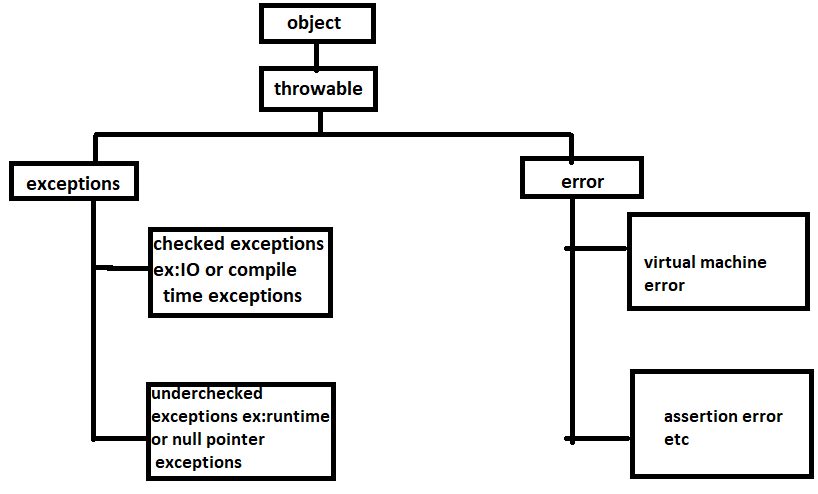 object
throwable
exceptions
error
checked exceptions
ex:IO or compile
time exceptions
virtual machine
error
underchecked
exceptions ex:runtime
or null pointer
exceptions
assertion error
etc